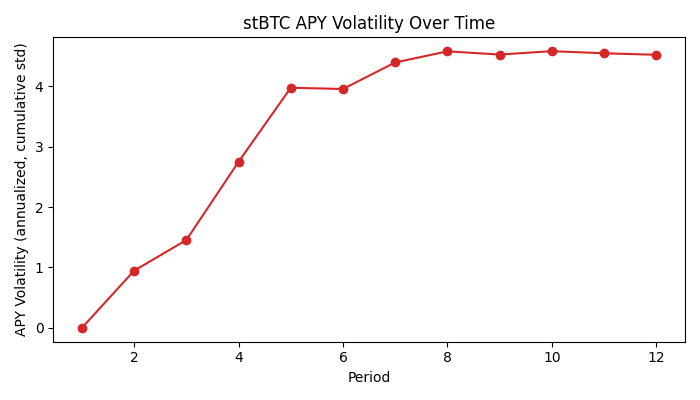 stBTC APY Volatility Over Time
APY Volatility (annualized, cumulative std)
4
3
2
1
0
2 4 6 8 10 12
Period